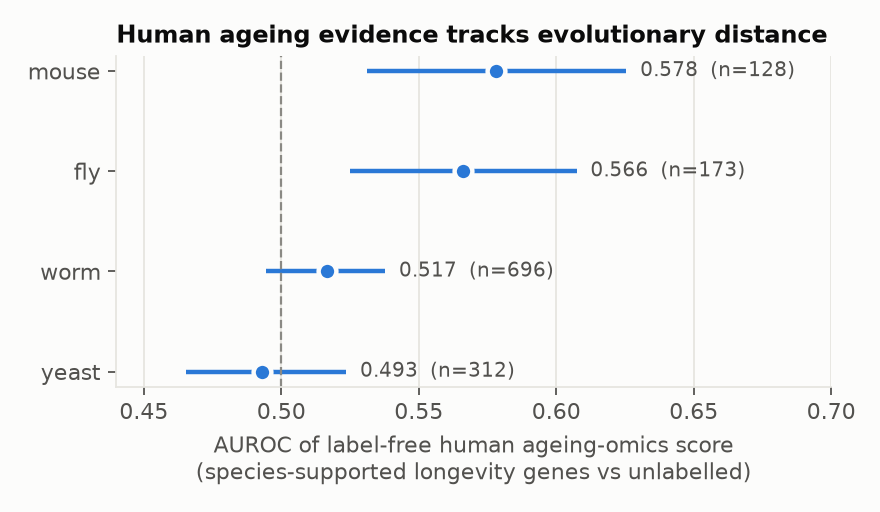 Human ageing evidence tracks evolutionary distance
mouse
0.578 (n=128)
fly
0.566 (n=173)
worm
0.517 (n=696)
yeast
0.493 (n=312)
0.45 0.50 0.55 0.60 0.65 0.70
AUROC of label-free human ageing-omics score
(species-supported longevity genes vs unlabelled)